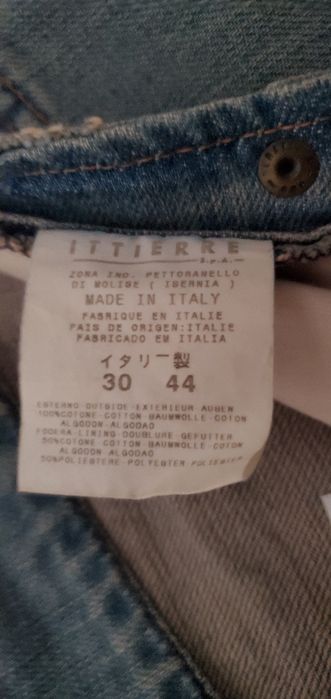 ITTIERRE
S.p.A.
ZONA IND. PETTORANELLO
DI MOLISE ( ISERNIA )
MADE IN ITALY
FABRIQUE EN ITALIE
PAIS DE ORIGEN:ITALIE
FABRICADO EM ITALIA
イタリー製
30 44
ESTERNO-OUTSIDE-EXTERIEUR AUßEN
100%COTONE-COTTON-BAUMWOLLE-COTON
ALGODON-ALGODAO
FODERA-LINING-DOUBLURE GEFUTTER
50%COTONE-COTTON-BAUMWOLLE-COTON
ALGODON-ALGODAO
50%POLIESTERE-POLYESTER POLIESTER